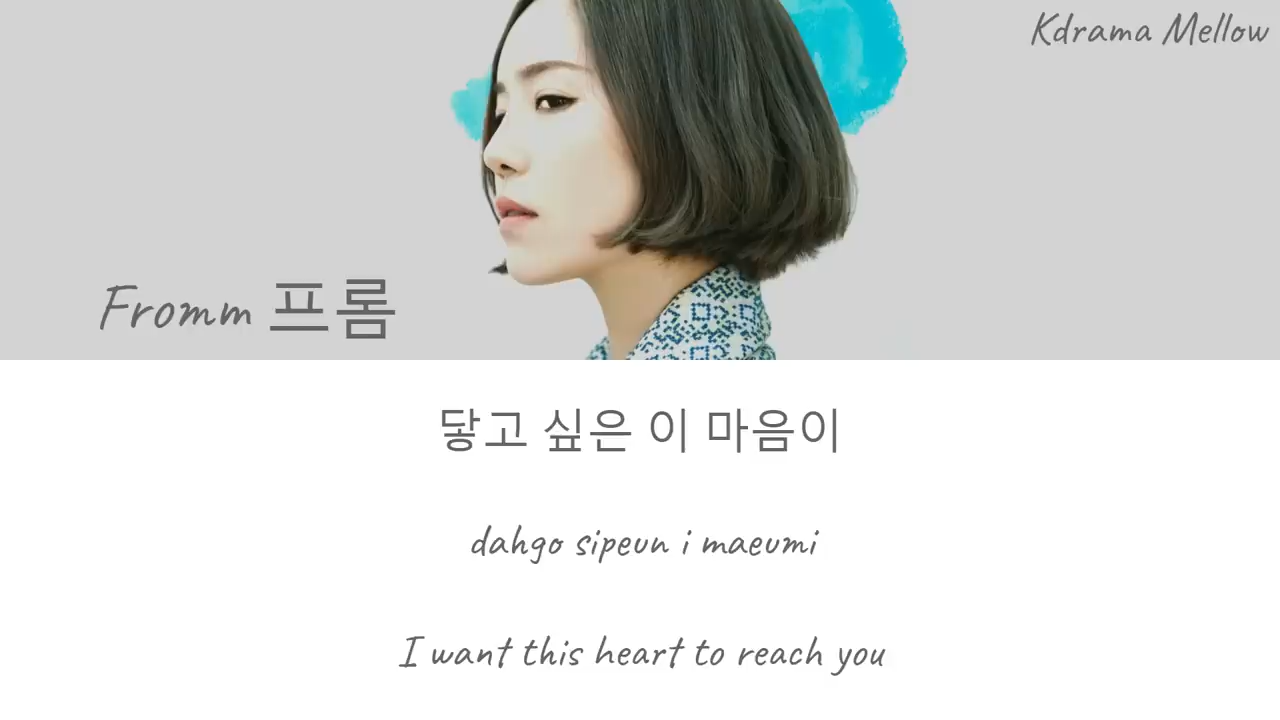 Kdrama Mellow
Fromm 프롬
닿고 싶은 이 마음이
dahgo sipeun i maeumi
I want this heart to reach you